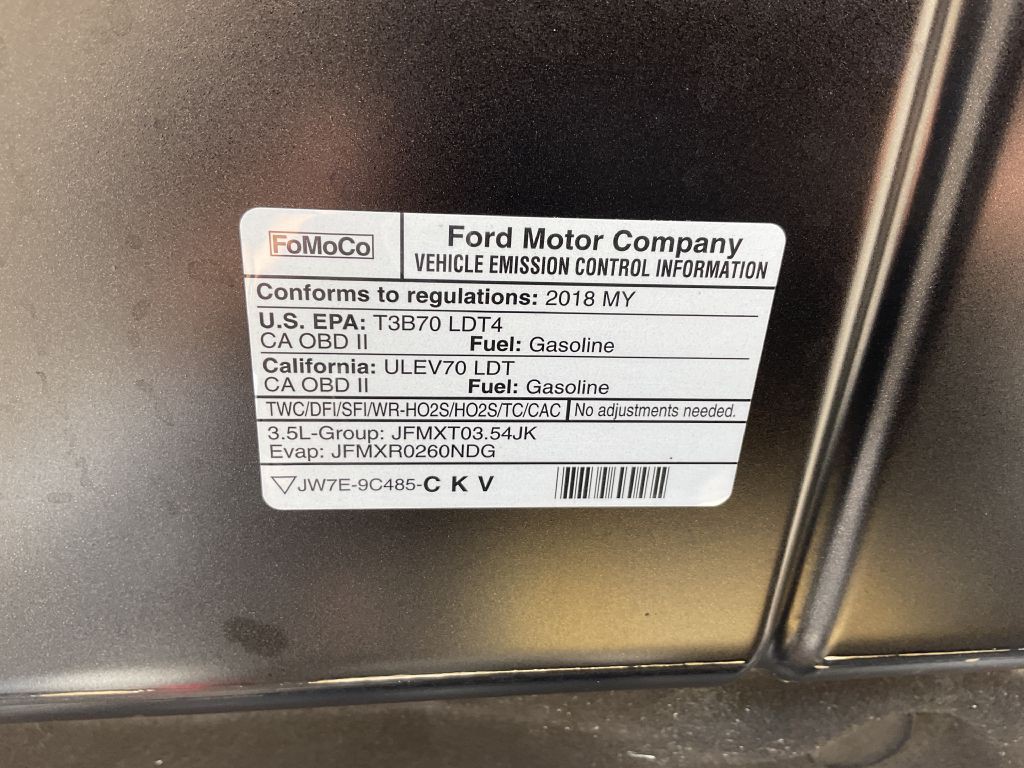 FoMoCo
Ford Motor Company
VEHICLE EMISSION CONTROL INFORMATION
Conforms to regulations: 2018 MY
U.S. EPA: T3B70 LDT4
CA OBD II Fuel: Gasoline
California: ULEV70 LDT
CA OBD II Fuel: Gasoline
TWC/DFI/SFI/WR-HO2S/HO2S/TC/CAC No adjustments needed.
3.5L-Group: JFMXT03.54JK
Evap: JFMXR0260NDG
JW7E-9C485-C K V